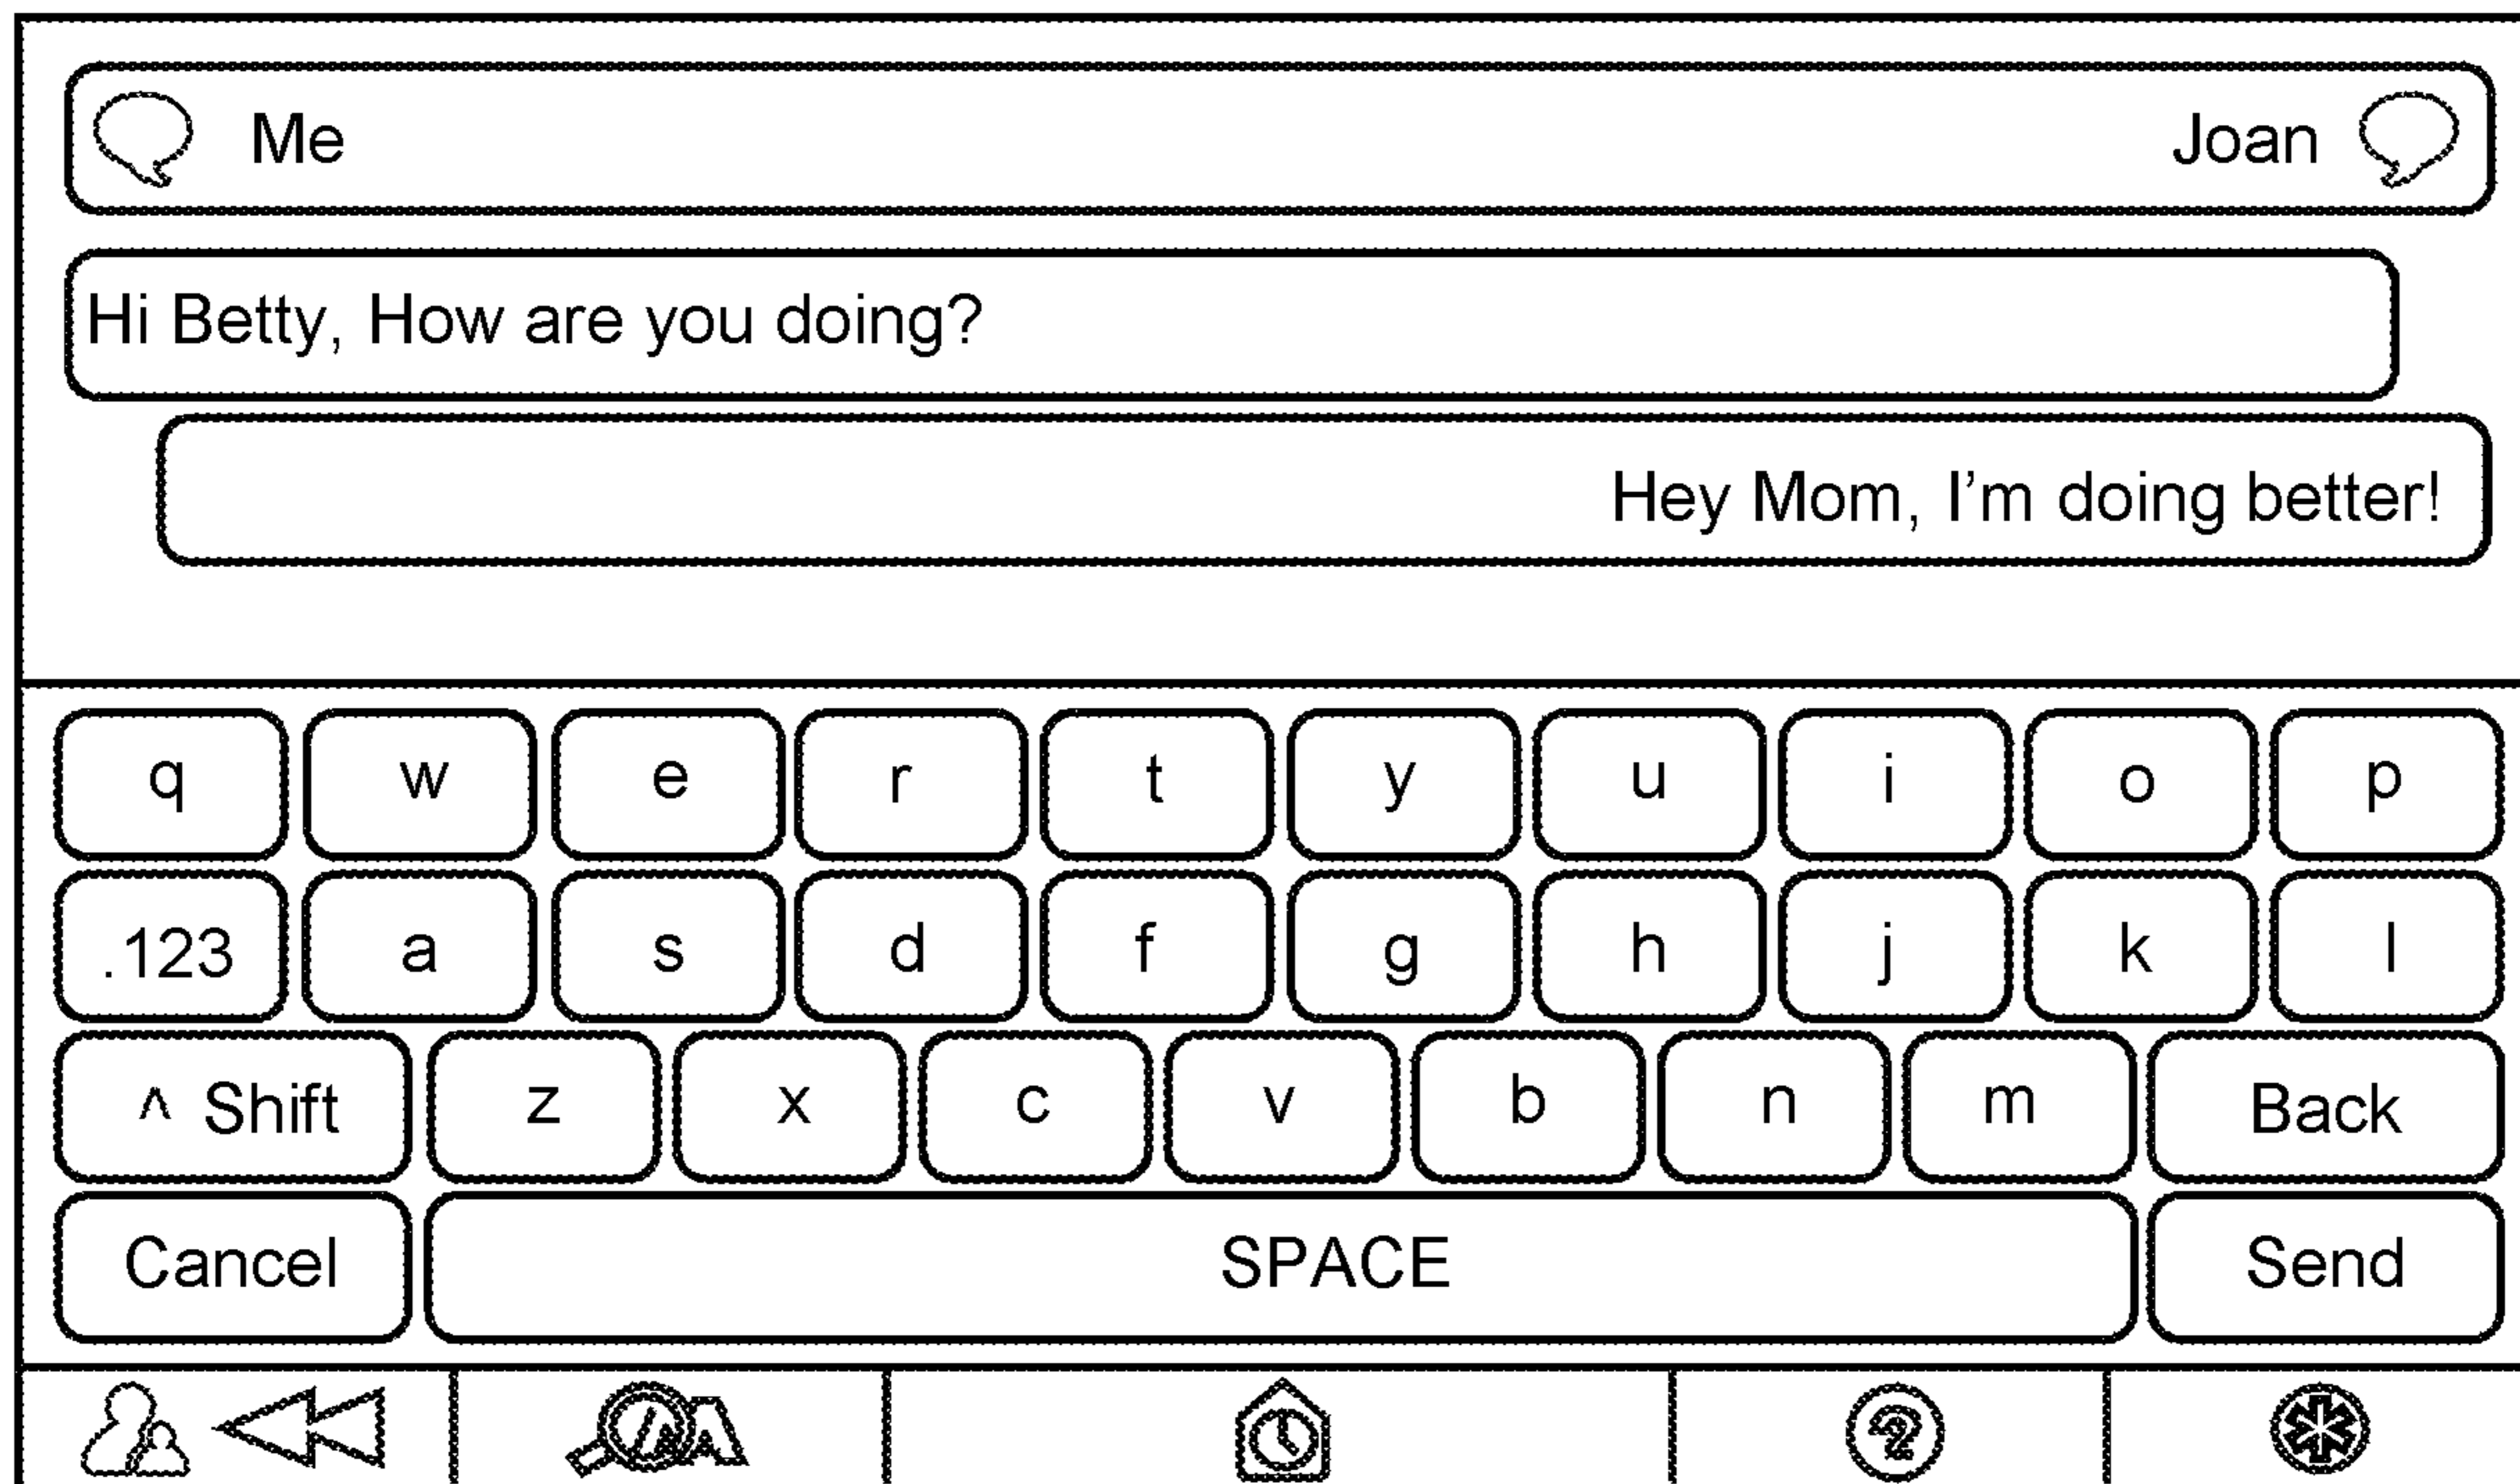 Me Joan
Hi Betty, How are you doing?
Hey Mom, I'm doing better!
q w e r t y u i o p
.123 a s d f g h j k l
^ Shift z x c v b n m Back
Cancel SPACE Send
A ?